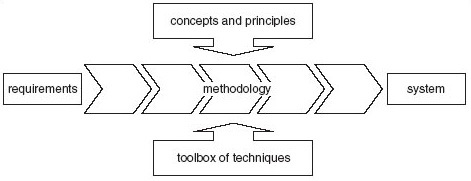 concepts and principles
requirements
methodology
system
toolbox of techniques